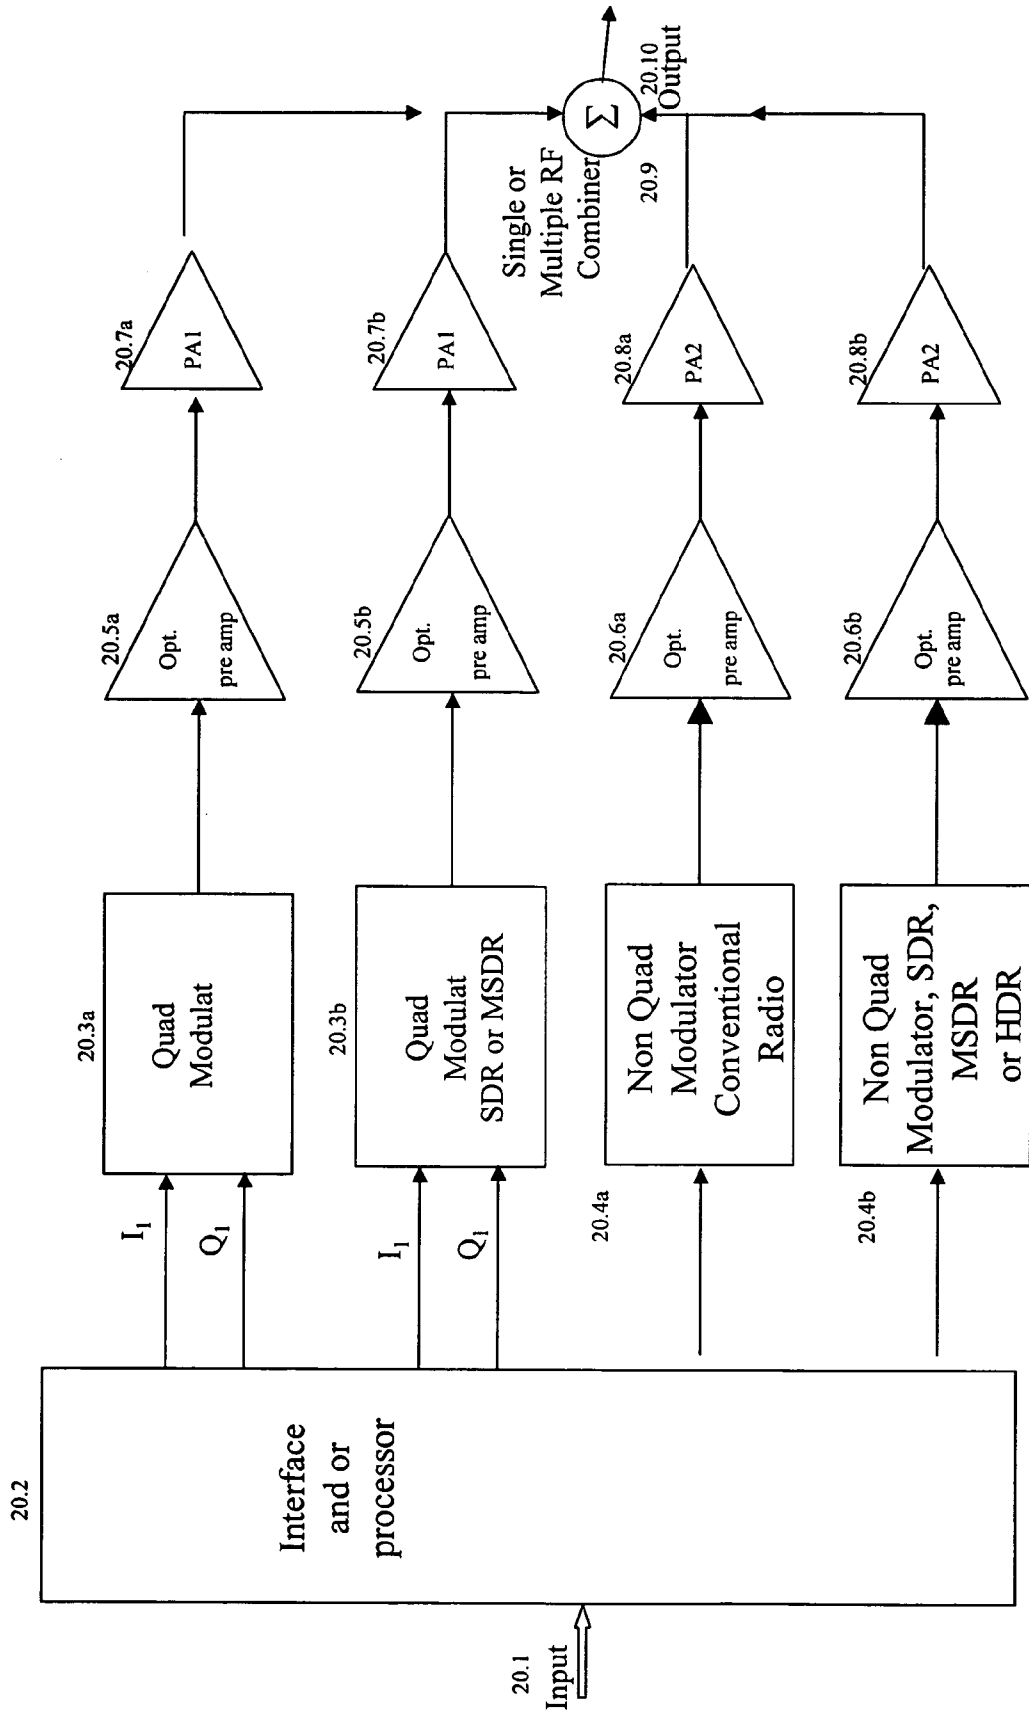 20.1
Input
20.2
Interface
and or
processor
I₁
Q₁
20.3a
Quad
Modulat
20.5a
Opt.
pre amp
20.7a
PA1
I₁
Q₁
20.3b
Quad
Modulat
SDR or MSDR
20.5b
Opt.
pre amp
20.7b
PA1
Single or
Multiple RF
Combiner
Σ
20.9
20.10
Output
20.4a
Non Quad
Modulator
Conventional
Radio
20.6a
Opt.
pre amp
20.8a
PA2
20.4b
Non Quad
Modulator, SDR,
MSDR
or HDR
20.6b
Opt.
pre amp
20.8b
PA2